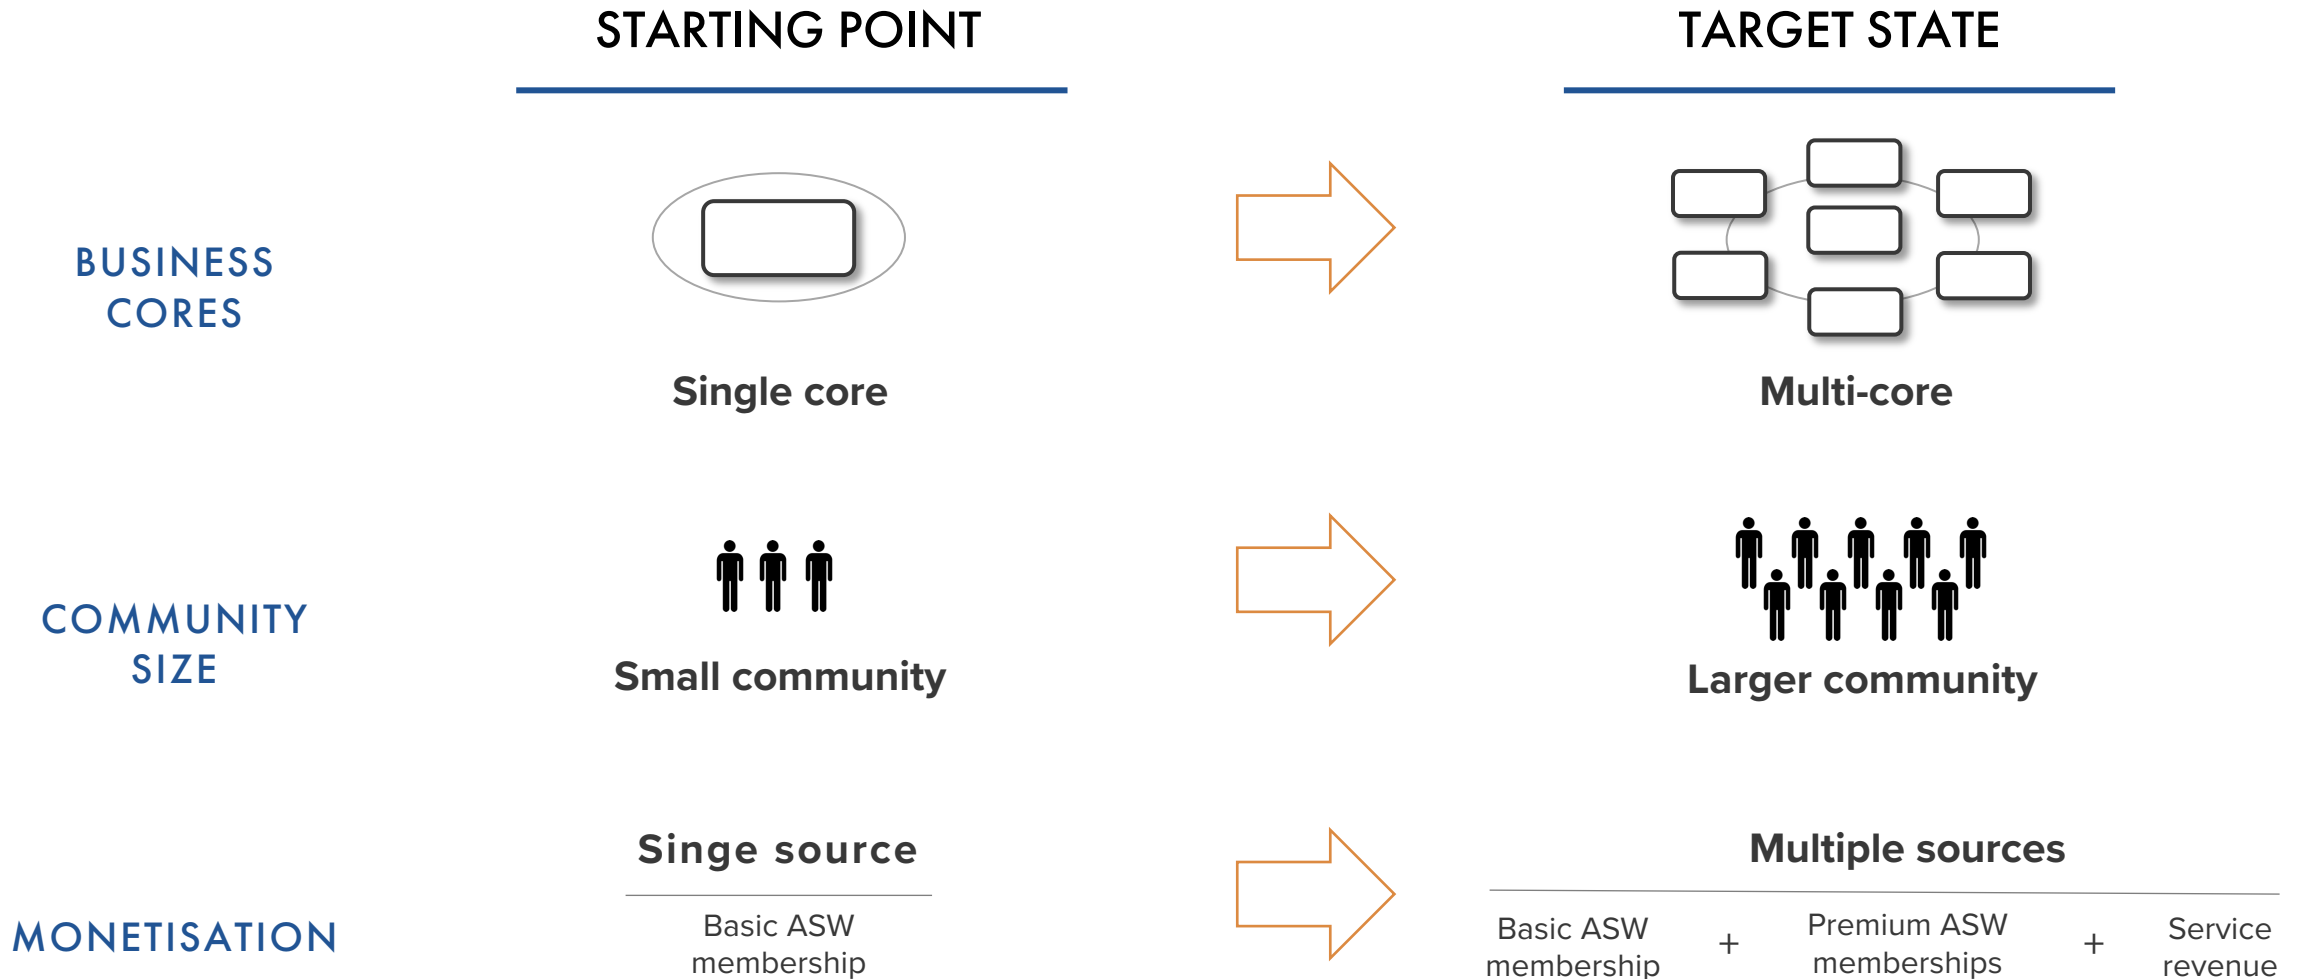 STARTING POINT
TARGET STATE
BUSINESS
CORES
Single core
Multi-core
COMMUNITY
SIZE
Small community
Larger community
MONETISATION
Singe source
Basic ASW
membership
Multiple sources
Basic ASW
membership
+
Premium ASW
memberships
+
Service
revenue